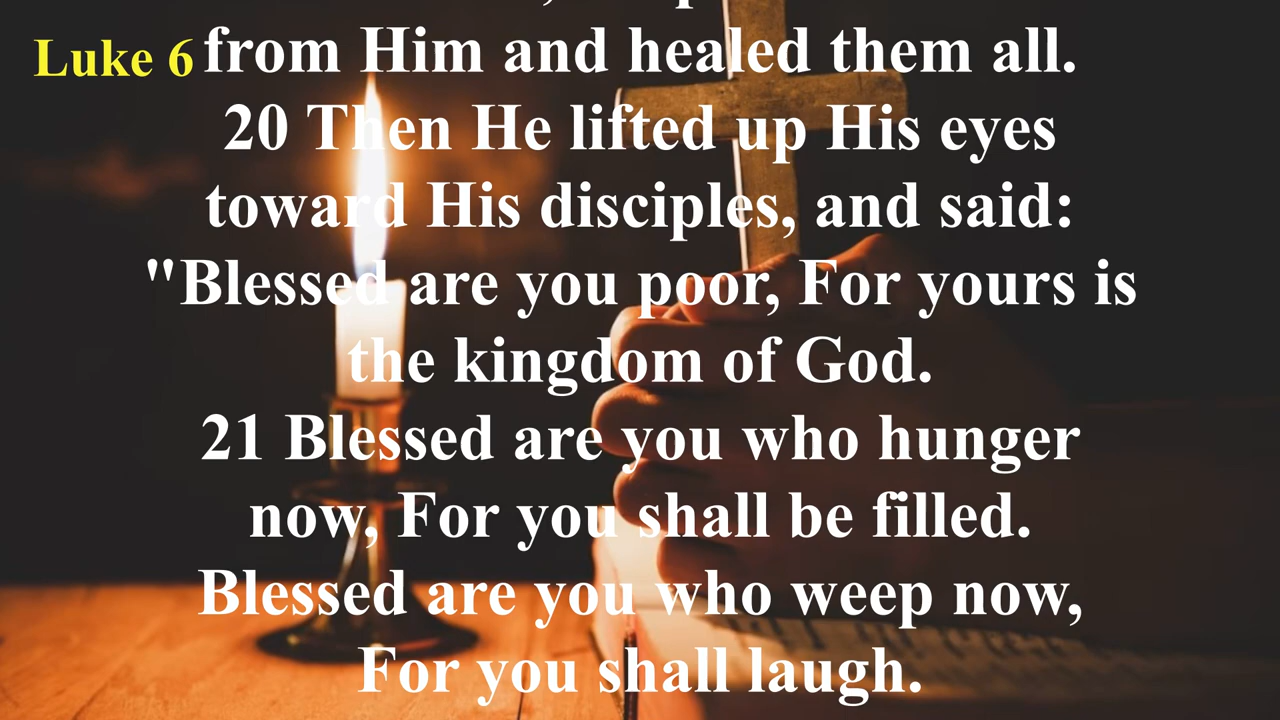 Luke 6
from Him and healed them all.
20 Then He lifted up His eyes
toward His disciples, and said:
"Blessed are you poor, For yours is
the kingdom of God.
21 Blessed are you who hunger
now, For you shall be filled.
Blessed are you who weep now,
For you shall laugh.